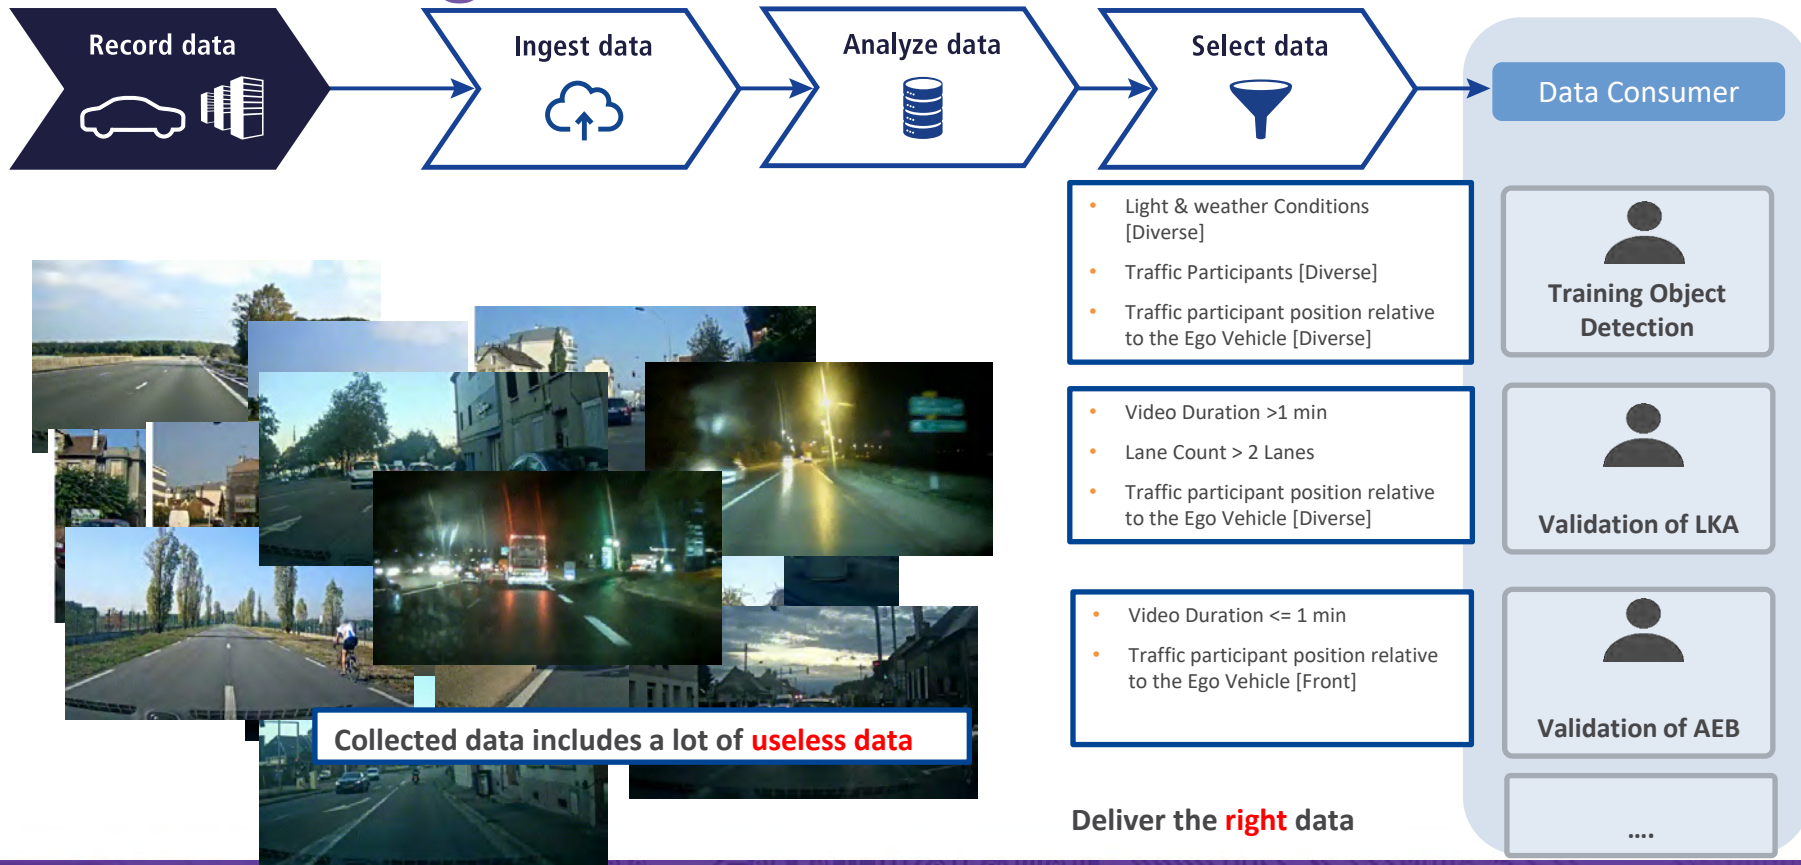 Record data
Ingest data
Analyze data
Select data
Data Consumer
• Light & weather Conditions
[Diverse]
• Traffic Participants [Diverse]
• Traffic participant position relative
to the Ego Vehicle [Diverse]
Training Object
Detection
• Video Duration >1 min
• Lane Count > 2 Lanes
• Traffic participant position relative
to the Ego Vehicle [Diverse]
Validation of LKA
• Video Duration <= 1 min
• Traffic participant position relative
to the Ego Vehicle [Front]
Validation of AEB
Collected data includes a lot of useless data
Deliver the right data
....